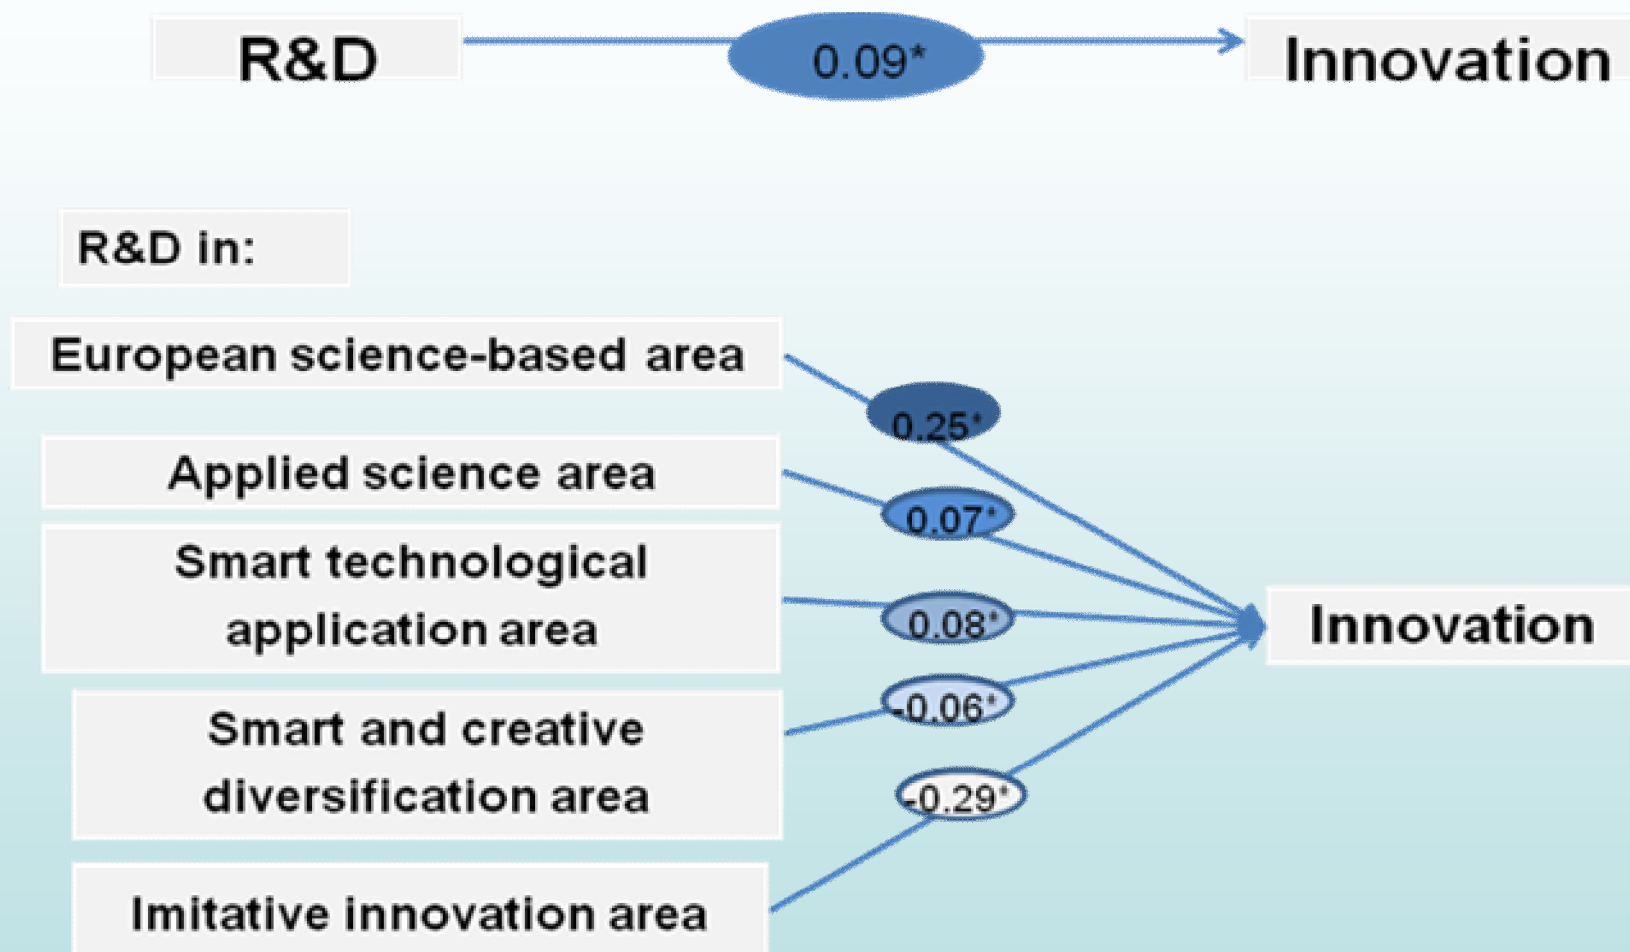 R&D
0.09*
Innovation
R&D in:
European science-based area
0.25*
Applied science area
0.07*
Smart technological
application area
0.08*
Innovation
Smart and creative
diversification area
-0.06*
-0.29*
Imitative innovation area